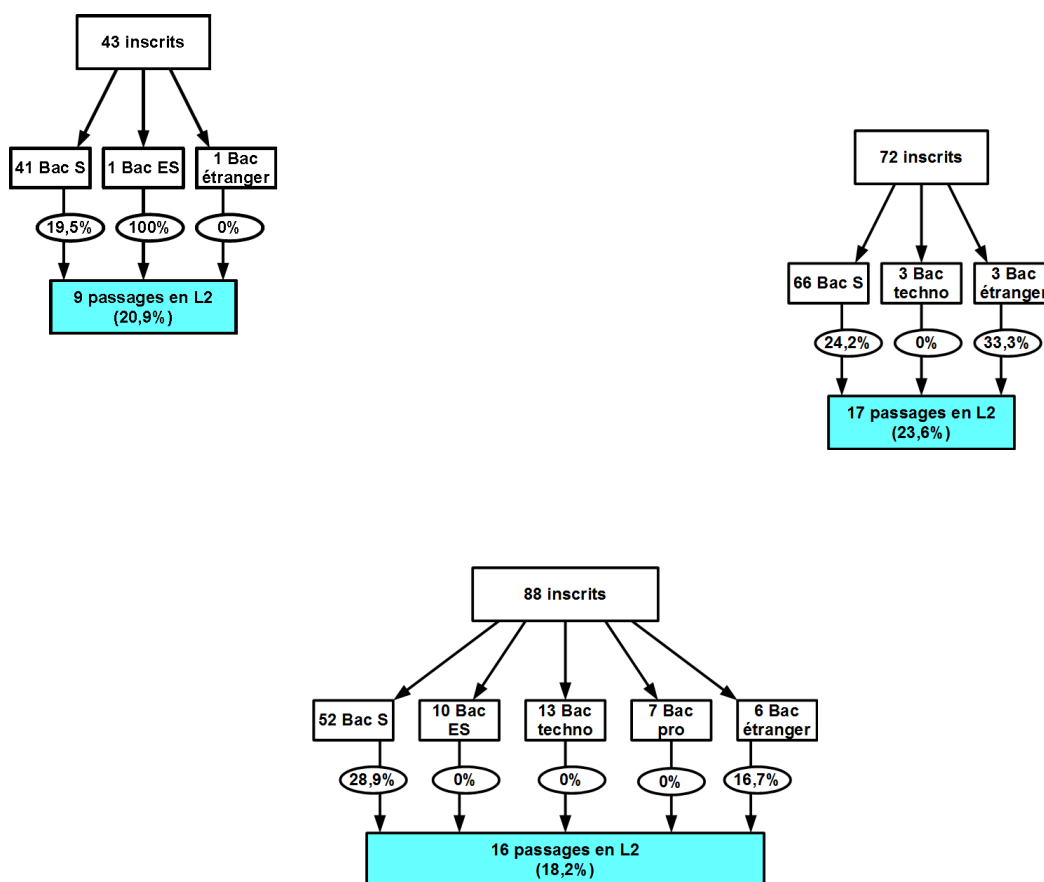 43 inscrits
41 Bac S
1 Bac ES
1 Bac
étranger
19,5%
100%
0%
9 passages en L2
(20,9%)
72 inscrits
66 Bac S
3 Bac
techno
3 Bac
étranger
24,2%
0%
33,3%
17 passages en L2
(23,6%)
88 inscrits
52 Bac S
10 Bac
ES
13 Bac
techno
7 Bac
pro
6 Bac
étranger
28,9%
0%
0%
0%
16,7%
16 passages en L2
(18,2%)